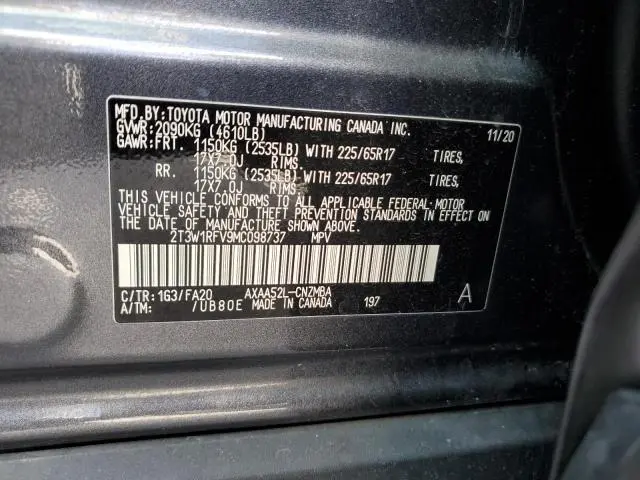 MFD.BY:TOYOTA MOTOR MANUFACTURING CANADA INC. 11/20
GVWR:2090KG (4610LB)
GAWR:FRT. 1150KG (2535LB) WITH 225/65R17 TIRES,
17X7.0J RIMS.
RR. 1150KG (2535LB) WITH 225/65R17 TIRES,
17X7.0J RIMS
THIS VEHICLE CONFORMS TO ALL APPLICABLE FEDERAL MOTOR
VEHICLE SAFETY AND THEFT PREVENTION STANDARDS IN EFFECT ON
THE DATE OF MANUFACTURE SHOWN ABOVE.
2T3W1RFV9MC098737 MPV
C/TR:1G3/FA20 AXAA52L-CNZMBA A
A/TM: /UB80E MADE IN CANADA 197